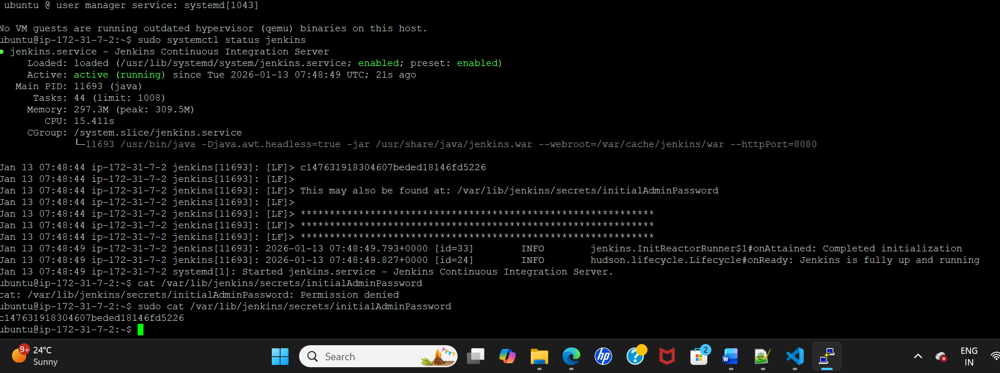 ubuntu @ user manager service: systemd[1043]
No VM guests are running outdated hypervisor (qemu) binaries on this host.
ubuntu@ip-172-31-7-2:~$ sudo systemctl status jenkins
● jenkins.service - Jenkins Continuous Integration Server
Loaded: loaded (/usr/lib/systemd/system/jenkins.service; enabled; preset: enabled)
Active: active (running) since Tue 2026-01-13 07:48:49 UTC; 21s ago
Main PID: 11693 (java)
Tasks: 44 (limit: 1008)
Memory: 297.3M (peak: 309.5M)
CPU: 15.411s
CGroup: /system.slice/jenkins.service
└─11693 /usr/bin/java -Djava.awt.headless=true -jar /usr/share/java/jenkins.war --webroot=/var/cache/jenkins/war --httpPort=8080
Jan 13 07:48:44 ip-172-31-7-2 jenkins[11693]: [LF]> c147631918304607beded18146fd5226
Jan 13 07:48:44 ip-172-31-7-2 jenkins[11693]: [LF]>
Jan 13 07:48:44 ip-172-31-7-2 jenkins[11693]: [LF]> This may also be found at: /var/lib/jenkins/secrets/initialAdminPassword
Jan 13 07:48:44 ip-172-31-7-2 jenkins[11693]: [LF]>
Jan 13 07:48:44 ip-172-31-7-2 jenkins[11693]: [LF]> *************************************************************
Jan 13 07:48:44 ip-172-31-7-2 jenkins[11693]: [LF]> *************************************************************
Jan 13 07:48:44 ip-172-31-7-2 jenkins[11693]: [LF]> *************************************************************
Jan 13 07:48:49 ip-172-31-7-2 jenkins[11693]: 2026-01-13 07:48:49.793+0000 [id=33] INFO jenkins.InitReactorRunner$1#onAttained: Completed initialization
Jan 13 07:48:49 ip-172-31-7-2 jenkins[11693]: 2026-01-13 07:48:49.827+0000 [id=24] INFO hudson.lifecycle.Lifecycle#onReady: Jenkins is fully up and running
Jan 13 07:48:49 ip-172-31-7-2 systemd[1]: Started jenkins.service - Jenkins Continuous Integration Server.
ubuntu@ip-172-31-7-2:~$ cat /var/lib/jenkins/secrets/initialAdminPassword
cat: /var/lib/jenkins/secrets/initialAdminPassword: Permission denied
ubuntu@ip-172-31-7-2:~$ sudo cat /var/lib/jenkins/secrets/initialAdminPassword
c147631918304607beded18146fd5226
ubuntu@ip-172-31-7-2:~$
9+
24°C
Sunny
Search
hp
?
2
W
ENG
IN